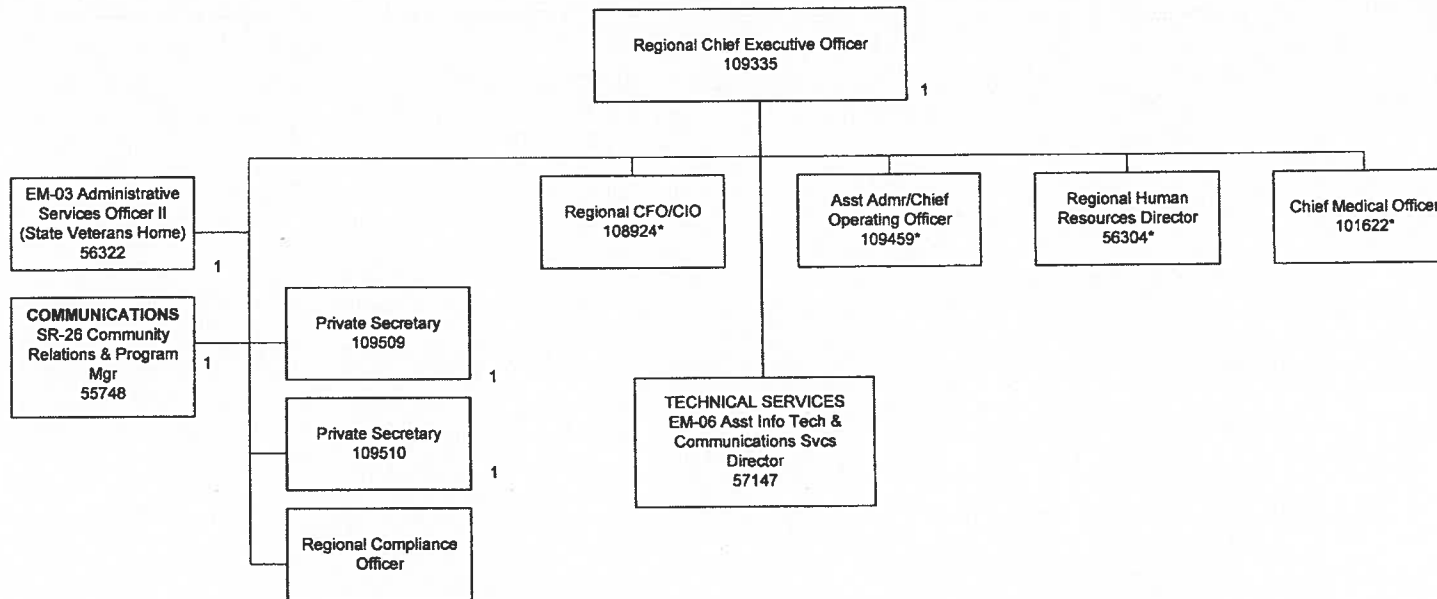 Regional Chief Executive Officer
109335
1
EM-03 Administrative
Services Officer II
(State Veterans Home)
56322
1
Regional CFO/CIO
108924*
Asst Admr/Chief
Operating Officer
109459*
Regional Human
Resources Director
56304*
Chief Medical Officer
101622*
COMMUNICATIONS
SR-26 Community
Relations & Program
Mgr
55748
1
Private Secretary
109509
1
TECHNICAL SERVICES
EM-06 Asst Info Tech &
Communications Svcs
Director
57147
Private Secretary
109510
1
Regional Compliance
Officer